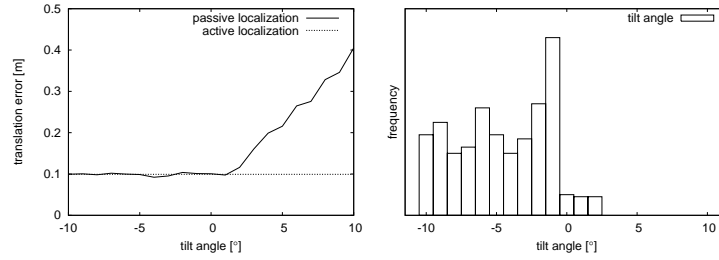 0.5
0.4
0.3
0.2
0.1
0
translation error [m]
passive localization
active localization
-10 -5 0 5 10
tilt angle [°]
frequency
tilt angle
-10 -5 0 5 10
tilt angle [°]